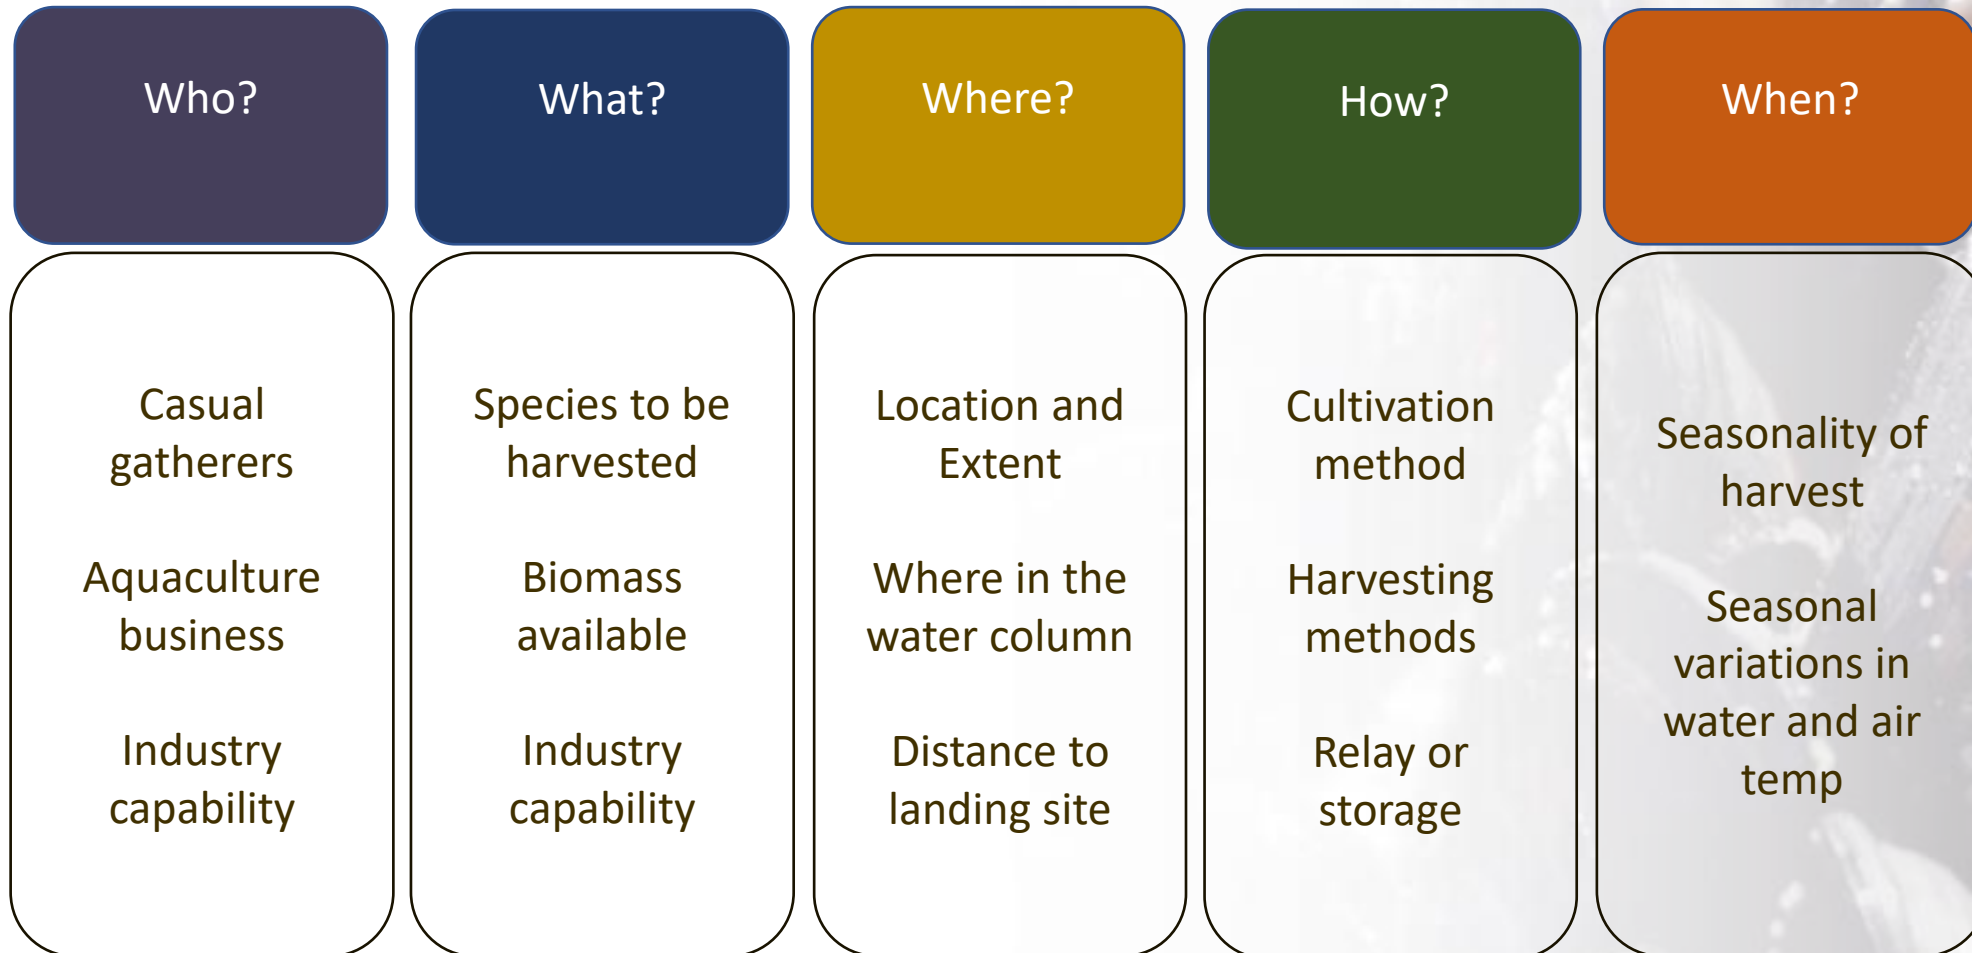 Who?
What?
Where?
How?
When?
Casual
gatherers
Aquaculture
business
Industry
capability
Species to be
harvested
Biomass
available
Industry
capability
Location and
Extent
Where in the
water column
Distance to
landing site
Cultivation
method
Harvesting
methods
Relay or
storage
Seasonality of
harvest
Seasonal
variations in
water and air
temp